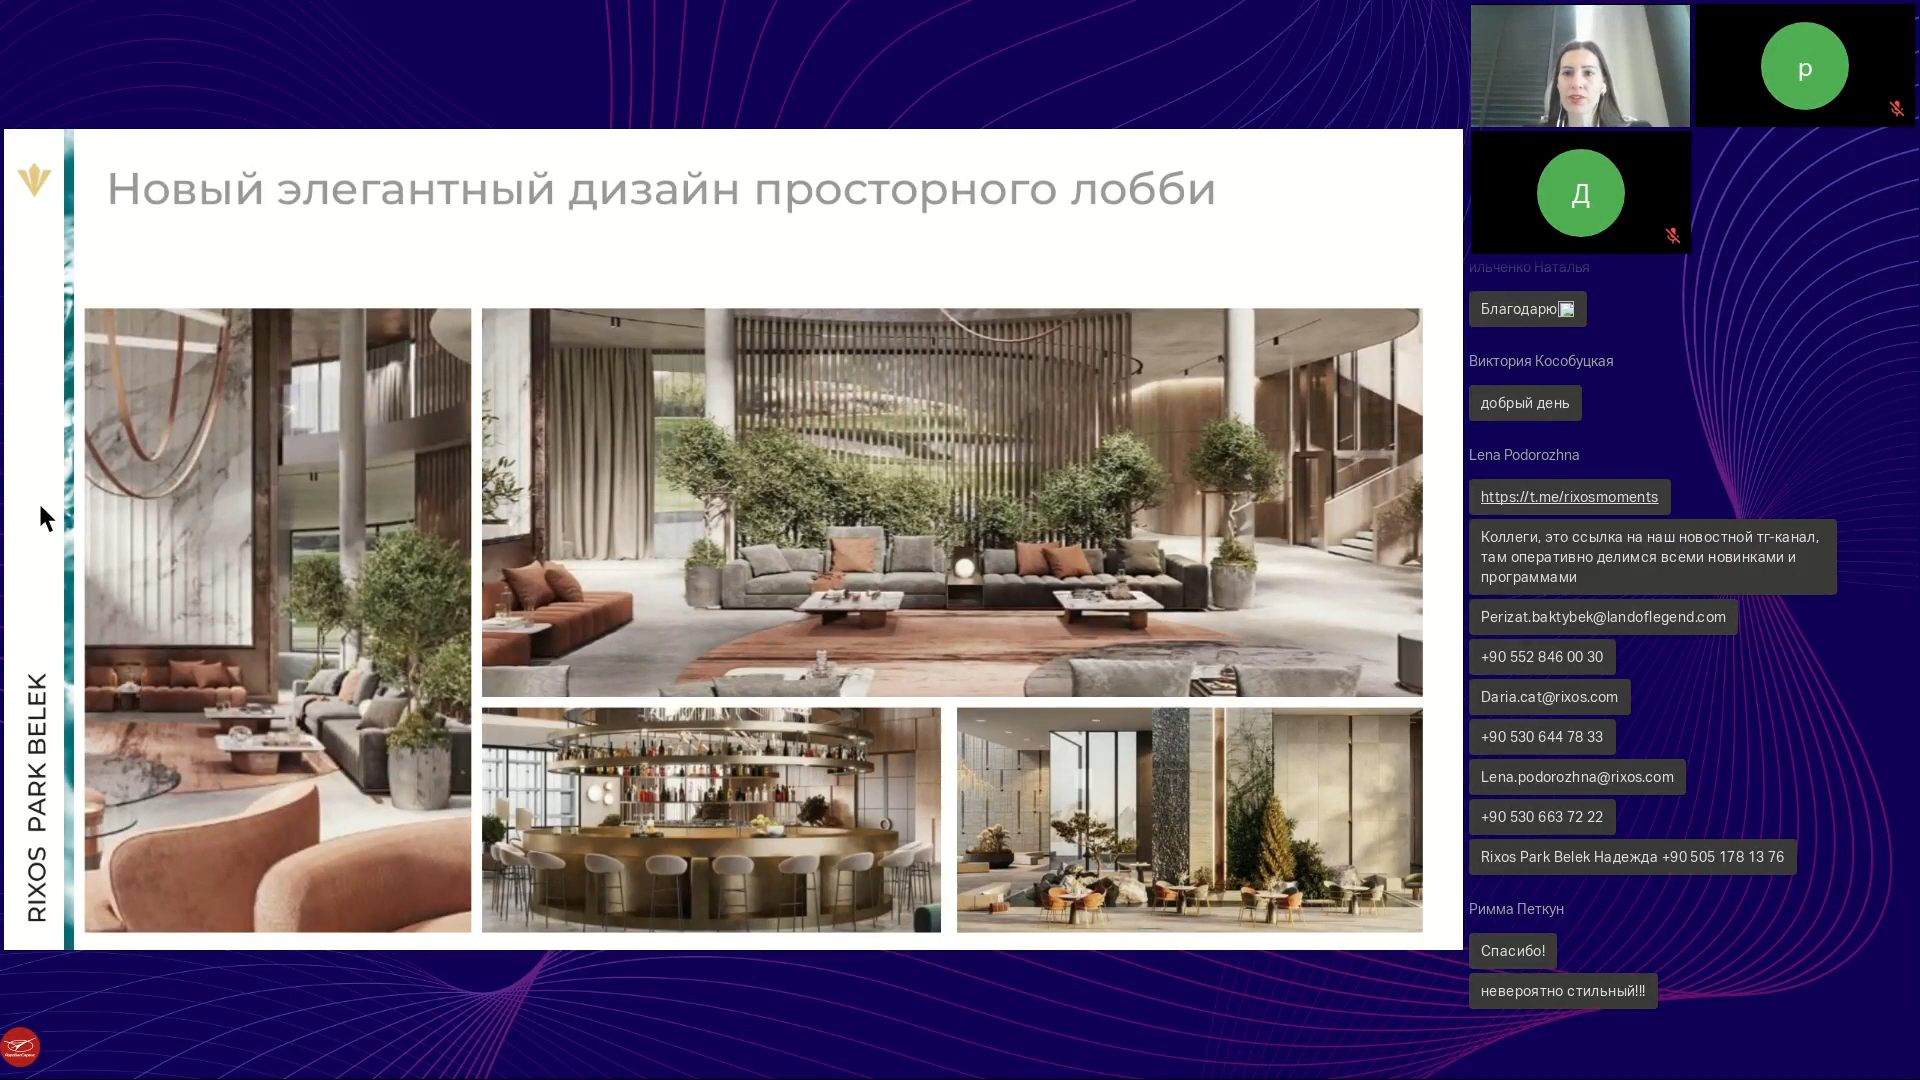 Новый элегантный дизайн просторного лобби
RIXOS PARK BELEK
р
Д
ильченко Наталья
Благодарю
Виктория Кособуцкая
добрый день
Lena Podorozhna
https://t.me/rixosmoments
Коллеги, это ссылка на наш новостной тг-канал,
там оперативно делимся всеми новинками и
программами
Perizat.baktybek@landoflegend.com
+90 552 846 00 30
Daria.cat@rixos.com
+90 530 644 78 33
Lena.podorozhna@rixos.com
+90 530 663 72 22
Rixos Park Belek Надежда +90 505 178 13 76
Римма Петкун
Спасибо!
невероятно стильный!!!